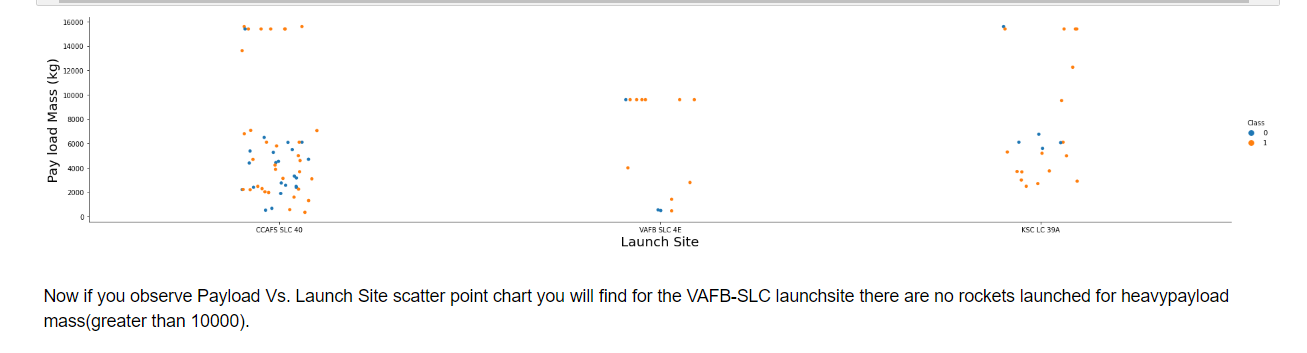 16000
14000
12000
10000
8000
6000
4000
2000
0
Pay load Mass (kg)
CCAFS SLC 40
VAFB SLC 4E
KSC LC 39A
Launch Site
Class
0
1
Now if you observe Payload Vs. Launch Site scatter point chart you will find for the VAFB-SLC launchsite there are no rockets launched for heavypayload
mass(greater than 10000).